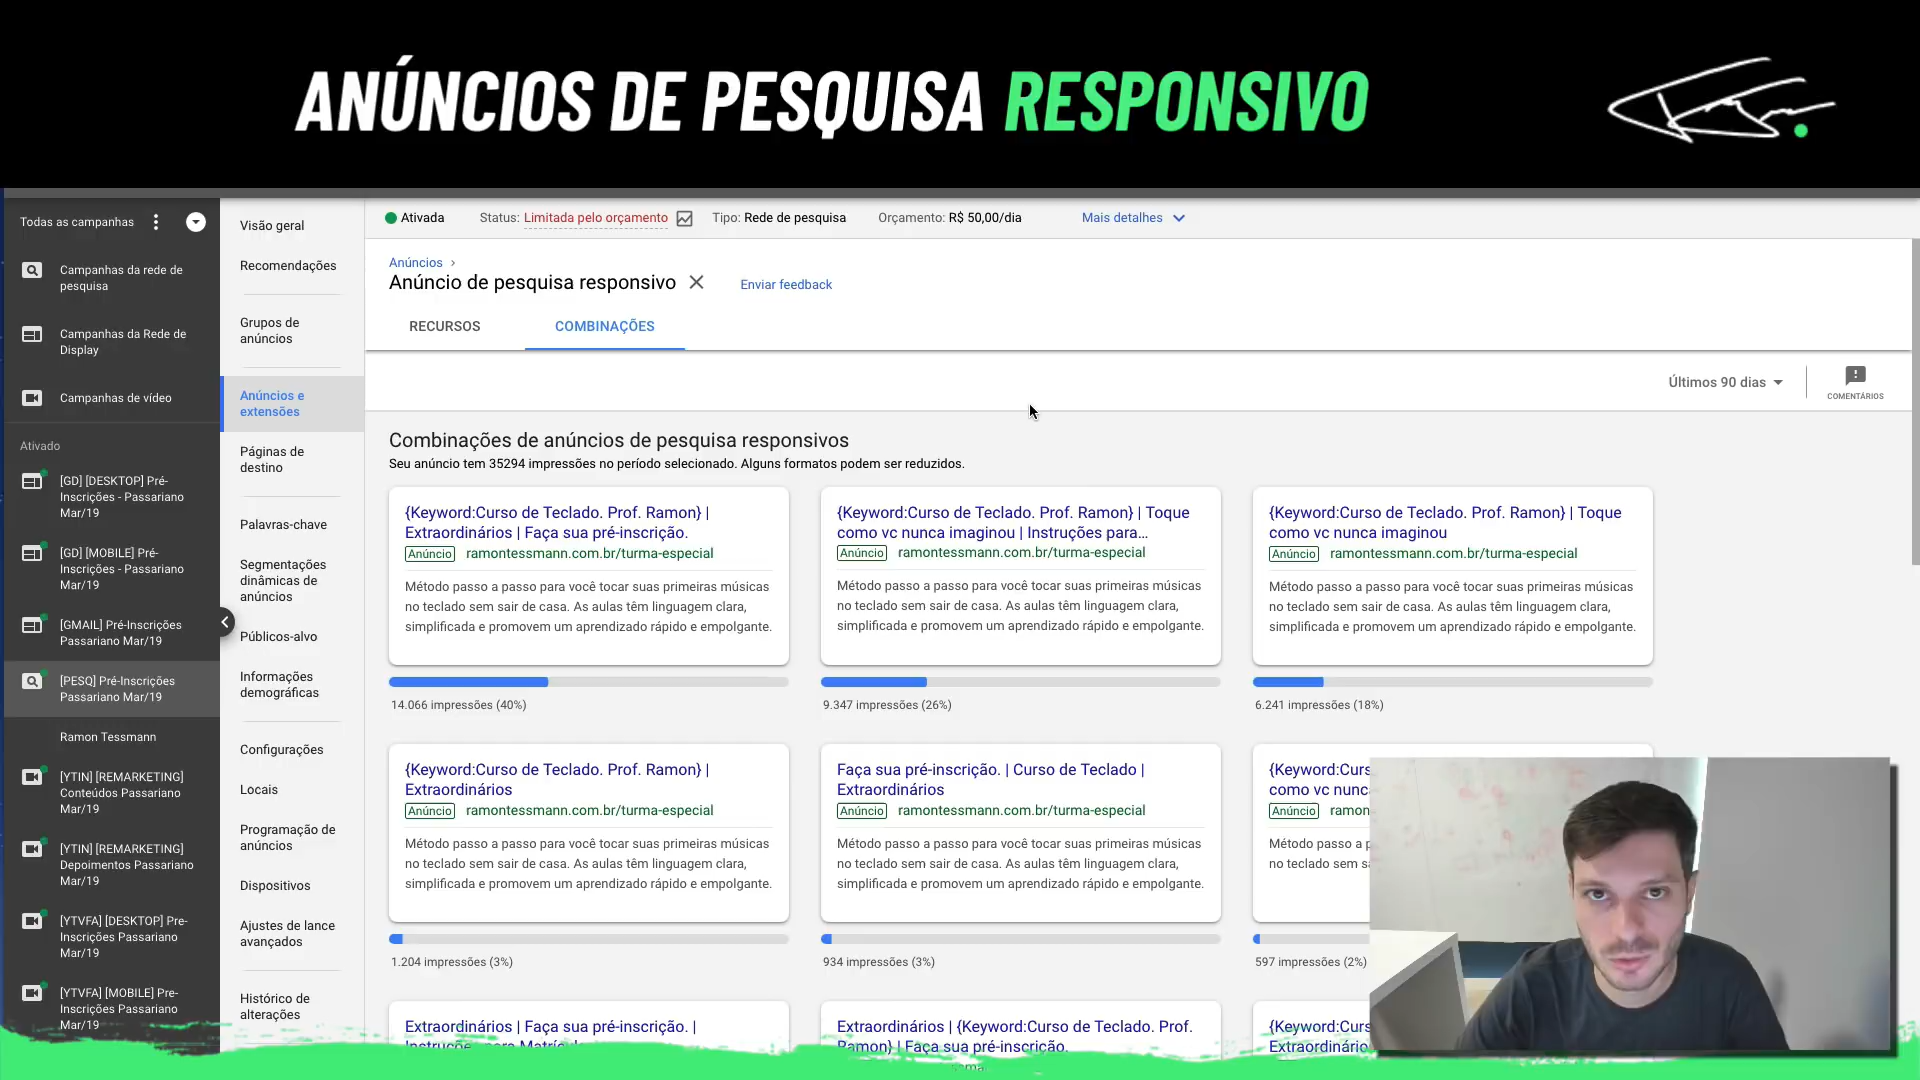 ANÚNCIOS DE PESQUISA RESPONSIVO
Todas as campanhas
Campanhas da rede de
pesquisa
Campanhas da Rede de
Display
Campanhas de vídeo
Ativado
[GD] [DESKTOP] Pré-
Inscrições - Passariano
Mar/19
[GD] [MOBILE] Pré-
Inscrições - Passariano
Mar/19
[GMAIL] Pré-Inscrições
Passariano Mar/19
[PESQ] Pré-Inscrições
Passariano Mar/19
Ramon Tessmann
[YTIN] [REMARKETING]
Conteúdos Passariano
Mar/19
[YTIN] [REMARKETING]
Depoimentos Passariano
Mar/19
[YTVFA] [DESKTOP] Pre-
Inscrições Passariano
Mar/19
[YTVFA] [MOBILE] Pre-
Inscrições Passariano
Mar/19
Visão geral
Recomendações
Grupos de
anúncios
Anúncios e
extensões
Páginas de
destino
Palavras-chave
Segmentações
dinâmicas de
anúncios
Públicos-alvo
Informações
demográficas
Configurações
Locais
Programação de
anúncios
Dispositivos
Ajustes de lance
avançados
Histórico de
alterações
Ativada Status: Limitada pelo orçamento Tipo: Rede de pesquisa Orçamento: R$ 50,00/dia Mais detalhes
Anúncios ›
Anúncio de pesquisa responsivo Enviar feedback
RECURSOS COMBINAÇÕES
Últimos 90 dias
COMENTÁRIOS
Combinações de anúncios de pesquisa responsivos
Seu anúncio tem 35294 impressões no período selecionado. Alguns formatos podem ser reduzidos.
{Keyword:Curso de Teclado. Prof. Ramon} |
Extraordinários | Faça sua pré-inscrição.
Anúncio ramontessmann.com.br/turma-especial
Método passo a passo para você tocar suas primeiras músicas
no teclado sem sair de casa. As aulas têm linguagem clara,
simplificada e promovem um aprendizado rápido e empolgante.
14.066 impressões (40%)
{Keyword:Curso de Teclado. Prof. Ramon} | Toque
como vc nunca imaginou | Instruções para...
Anúncio ramontessmann.com.br/turma-especial
Método passo a passo para você tocar suas primeiras músicas
no teclado sem sair de casa. As aulas têm linguagem clara,
simplificada e promovem um aprendizado rápido e empolgante.
9.347 impressões (26%)
{Keyword:Curso de Teclado. Prof. Ramon} | Toque
como vc nunca imaginou
Anúncio ramontessmann.com.br/turma-especial
Método passo a passo para você tocar suas primeiras músicas
no teclado sem sair de casa. As aulas têm linguagem clara,
simplificada e promovem um aprendizado rápido e empolgante.
6.241 impressões (18%)
{Keyword:Curso de Teclado. Prof. Ramon} |
Extraordinários
Anúncio ramontessmann.com.br/turma-especial
Método passo a passo para você tocar suas primeiras músicas
no teclado sem sair de casa. As aulas têm linguagem clara,
simplificada e promovem um aprendizado rápido e empolgante.
1.204 impressões (3%)
Faça sua pré-inscrição. | Curso de Teclado |
Extraordinários
Anúncio ramontessmann.com.br/turma-especial
Método passo a passo para você tocar suas primeiras músicas
no teclado sem sair de casa. As aulas têm linguagem clara,
simplificada e promovem um aprendizado rápido e empolgante.
934 impressões (3%)
{Keyword:Curs
como vc nunc
Anúncio ramon
Método passo a p
no teclado sem sa
597 impressões (2%)
Extraordinários | Faça sua pré-inscrição. |
Extraordinários | {Keyword:Curso de Teclado. Prof.
Ramon} | Faça sua pré-inscrição.
{Keyword:Curs
Extraordinário